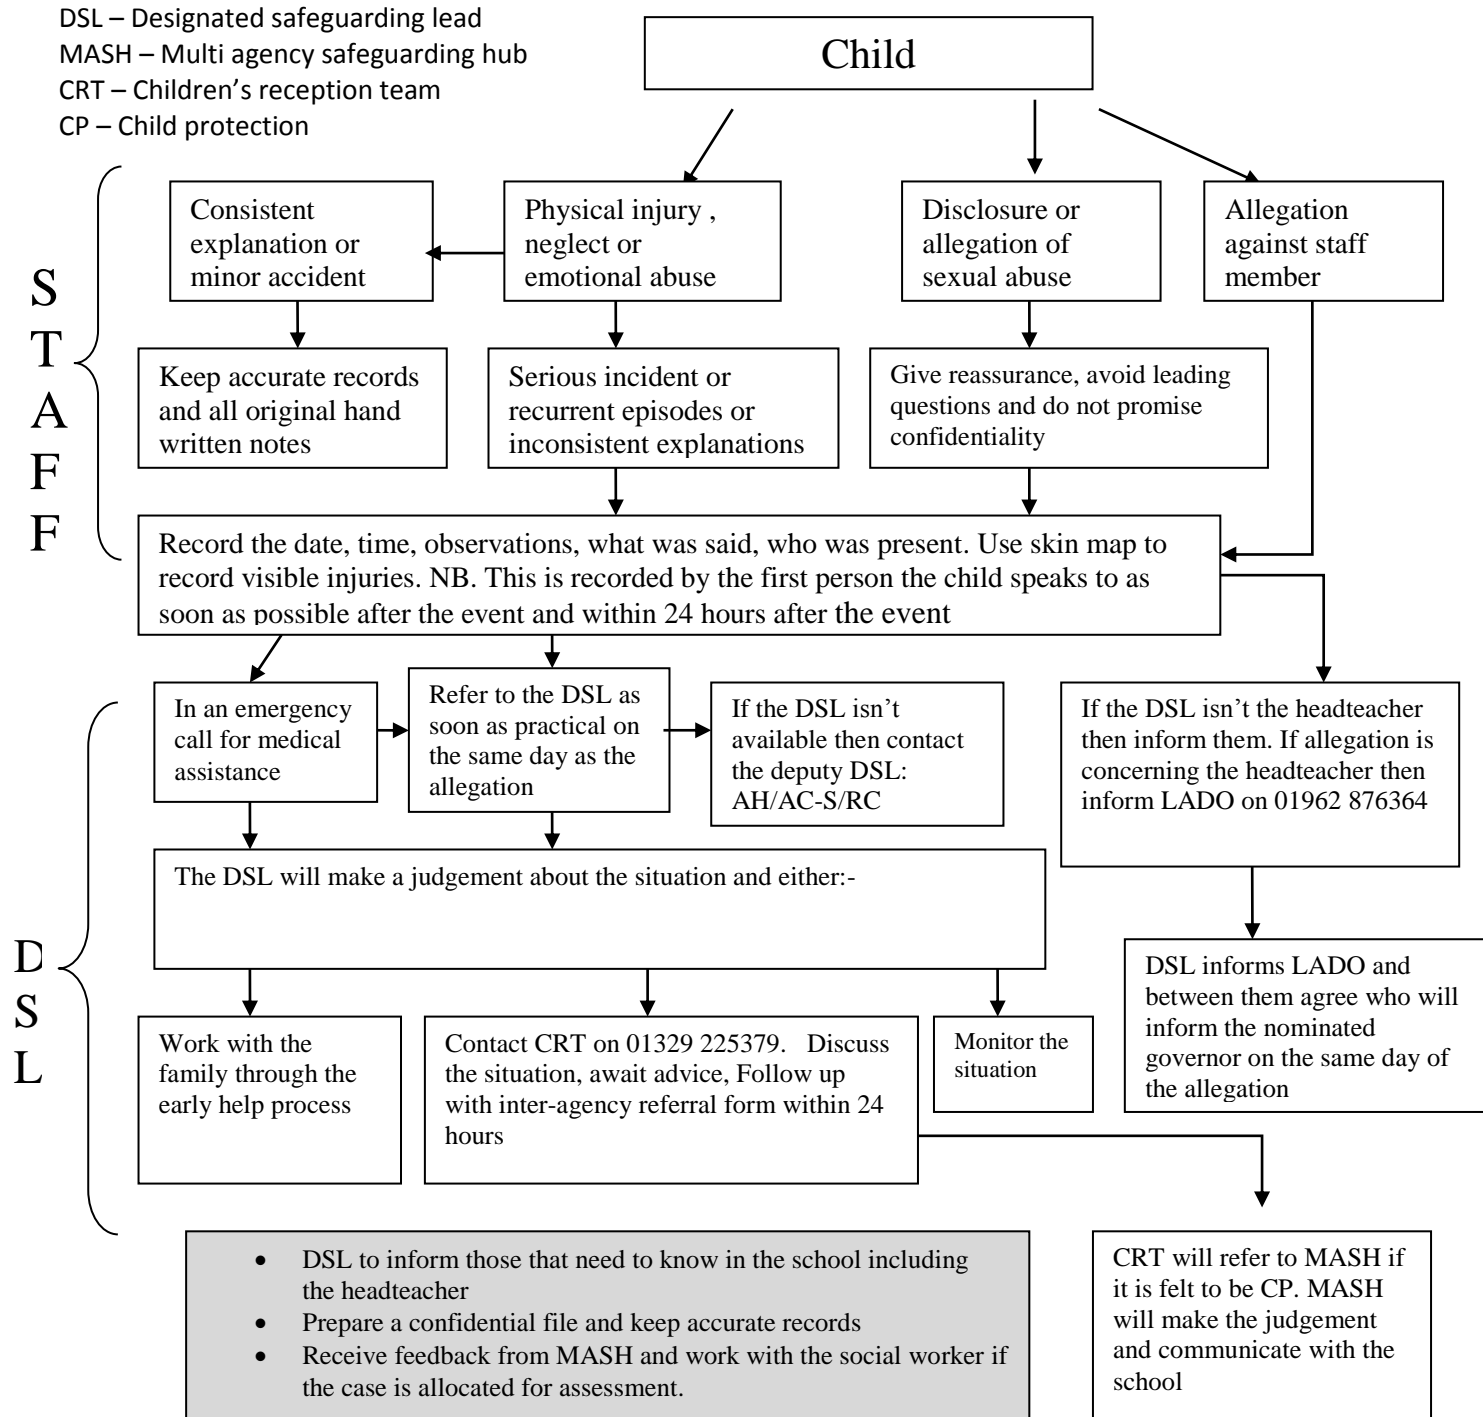 DSL – Designated safeguarding lead
MASH – Multi agency safeguarding hub
CRT – Children's reception team
CP – Child protection
Child
S
T
A
F
F
Consistent
explanation or
minor accident
Physical injury ,
neglect or
emotional abuse
Disclosure or
allegation of
sexual abuse
Allegation
against staff
member
Keep accurate records
and all original hand
written notes
Serious incident or
recurrent episodes or
inconsistent explanations
Give reassurance, avoid leading
questions and do not promise
confidentiality
Record the date, time, observations, what was said, who was present. Use skin map to
record visible injuries. NB. This is recorded by the first person the child speaks to as
soon as possible after the event and within 24 hours after the event
D
S
L
In an emergency
call for medical
assistance
Refer to the DSL as
soon as practical on
the same day as the
allegation
If the DSL isn't
available then contact
the deputy DSL:
AH/AC-S/RC
If the DSL isn't the headteacher
then inform them. If allegation is
concerning the headteacher then
inform LADO on 01962 876364
The DSL will make a judgement about the situation and either:-
DSL informs LADO and
between them agree who will
inform the nominated
governor on the same day of
the allegation
Work with the
family through the
early help process
Contact CRT on 01329 225379.   Discuss
the situation, await advice, Follow up
with inter-agency referral form within 24
hours
Monitor the
situation
• DSL to inform those that need to know in the school including
the headteacher
• Prepare a confidential file and keep accurate records
• Receive feedback from MASH and work with the social worker if
the case is allocated for assessment.
CRT will refer to MASH if
it is felt to be CP. MASH
will make the judgement
and communicate with the
school